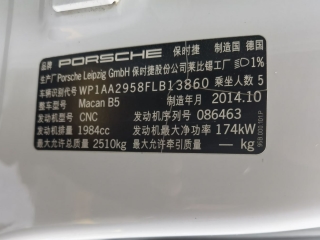 品牌 PORSCHE 保时捷 制造国 德国
生产厂 Porsche Leipzig GmbH 保时捷股份公司莱比锡工厂 1%
车辆识别代号 WP1AA2958FLB13860 乘坐人数 5
整车型号 Macan B5 制造年月 2014.10
发动机型号 CNC 发动机序列号 086463
发动机排量 1984cc 发动机最大净功率 174kW
最大允许总质量 2510kg 最大允许牵引质量 — kg